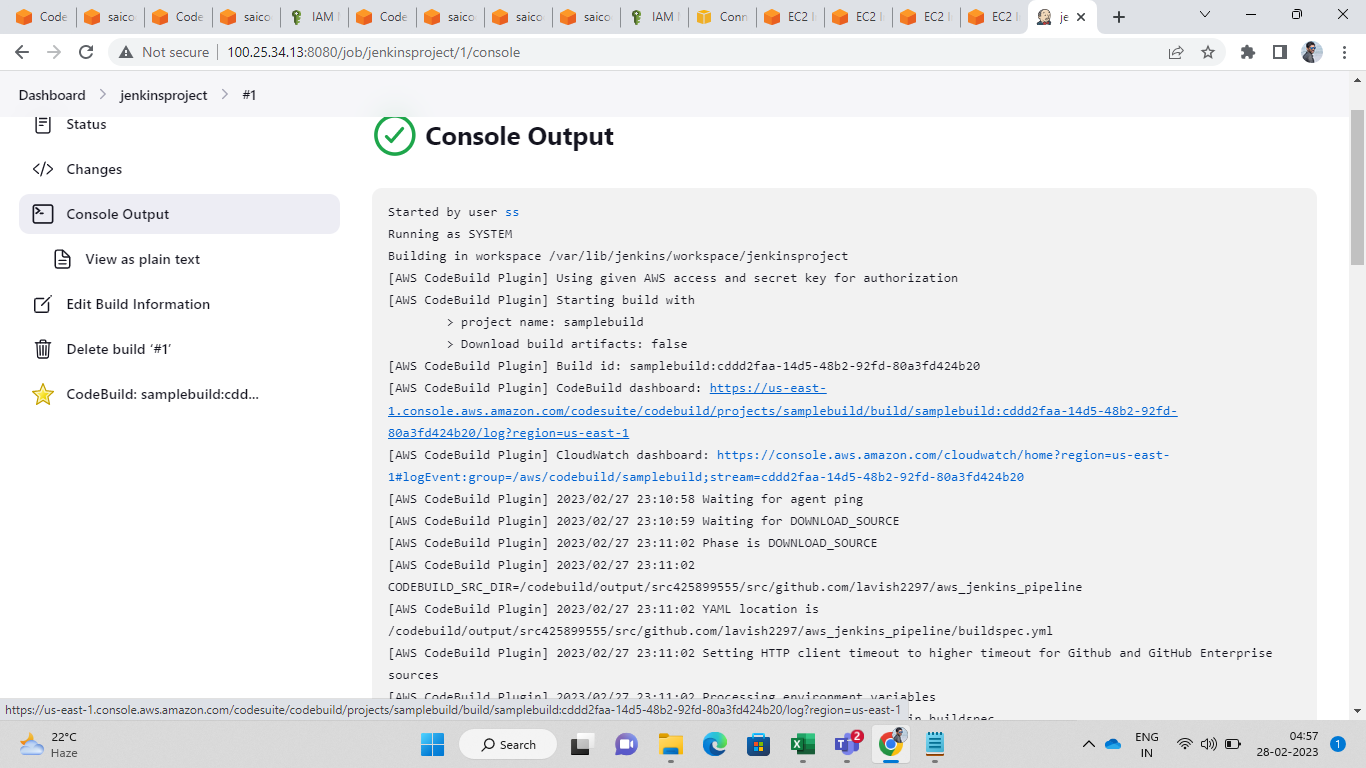 Code
saico
Code
saico
IAM
Code
saico
saico
saico
IAM
Conn
EC2
EC2
EC2
EC2
je
Not secure
100.25.34.13:8080/job/jenkinsproject/1/console
Dashboard
jenkinsproject
#1
Status
Changes
Console Output
View as plain text
Edit Build Information
Delete build ‘#1’
CodeBuild: samplebuild:cdd...
Console Output
Started by user ss
Running as SYSTEM
Building in workspace /var/lib/jenkins/workspace/jenkinsproject
[AWS CodeBuild Plugin] Using given AWS access and secret key for authorization
[AWS CodeBuild Plugin] Starting build with
> project name: samplebuild
> Download build artifacts: false
[AWS CodeBuild Plugin] Build id: samplebuild:cddd2faa-14d5-48b2-92fd-80a3fd424b20
[AWS CodeBuild Plugin] CodeBuild dashboard: https://us-east-
1.console.aws.amazon.com/codesuite/codebuild/projects/samplebuild/build/samplebuild:cddd2faa-14d5-48b2-92fd-
80a3fd424b20/log?region=us-east-1
[AWS CodeBuild Plugin] CloudWatch dashboard: https://console.aws.amazon.com/cloudwatch/home?region=us-east-
1#logEvent:group=/aws/codebuild/samplebuild;stream=cddd2faa-14d5-48b2-92fd-80a3fd424b20
[AWS CodeBuild Plugin] 2023/02/27 23:10:58 Waiting for agent ping
[AWS CodeBuild Plugin] 2023/02/27 23:10:59 Waiting for DOWNLOAD_SOURCE
[AWS CodeBuild Plugin] 2023/02/27 23:11:02 Phase is DOWNLOAD_SOURCE
[AWS CodeBuild Plugin] 2023/02/27 23:11:02
CODEBUILD_SRC_DIR=/codebuild/output/src425899555/src/github.com/lavish2297/aws_jenkins_pipeline
[AWS CodeBuild Plugin] 2023/02/27 23:11:02 YAML location is
/codebuild/output/src425899555/src/github.com/lavish2297/aws_jenkins_pipeline/buildspec.yml
[AWS CodeBuild Plugin] 2023/02/27 23:11:02 Setting HTTP client timeout to higher timeout for Github and GitHub Enterprise
sources
[AWS CodeBuild Plugin] 2023/02/27 23:11:02 Processing environment variables
in buildspec
https://us-east-1.console.aws.amazon.com/codesuite/codebuild/projects/samplebuild/build/samplebuild:cddd2faa-14d5-48b2-92fd-80a3fd424b20/log?region=us-east-1
22°C
Haze
Search
2
ENG
IN
04:57
28-02-2023
1